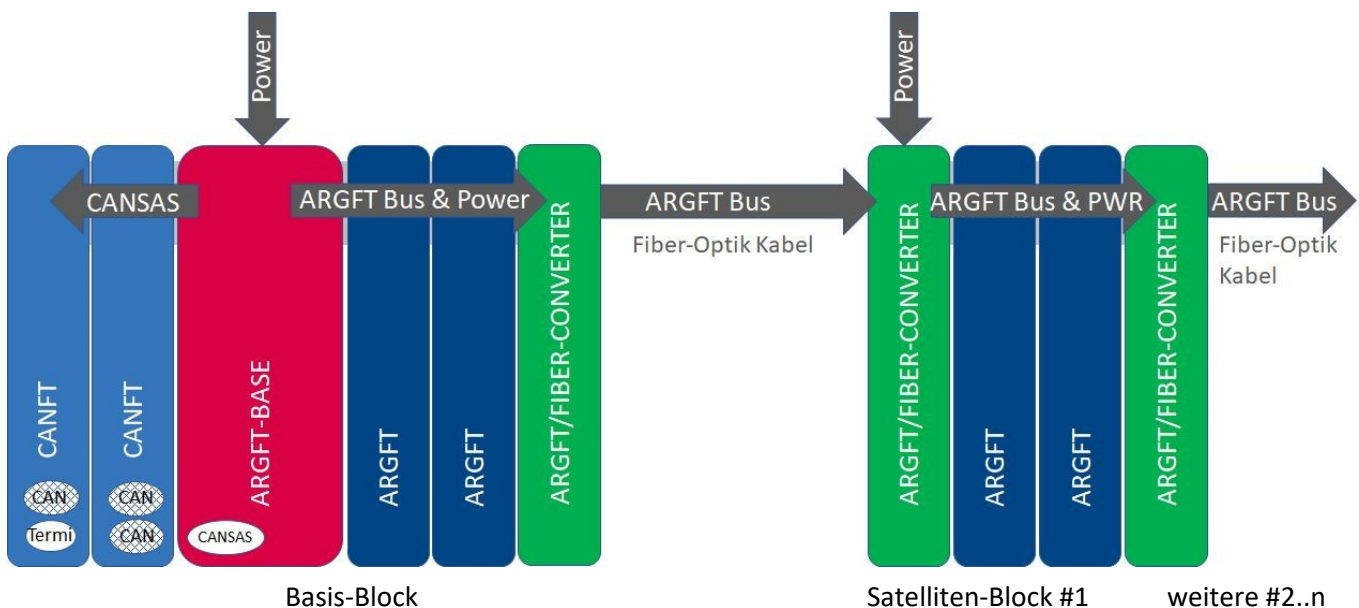 Power
Power
CANSAS
ARGFT Bus & Power
ARGFT Bus
ARGFT Bus & PWR
ARGFT Bus
Fiber-Optik Kabel
Fiber-Optik
Kabel
CANFT
CANFT
ARGFT-BASE
ARGFT
ARGFT
ARGFT/FIBER-CONVERTER
ARGFT/FIBER-CONVERTER
ARGFT
ARGFT
ARGFT/FIBER-CONVERTER
CAN
CAN
Termi
CAN
CANSAS
Basis-Block
Satelliten-Block #1
weitere #2..n